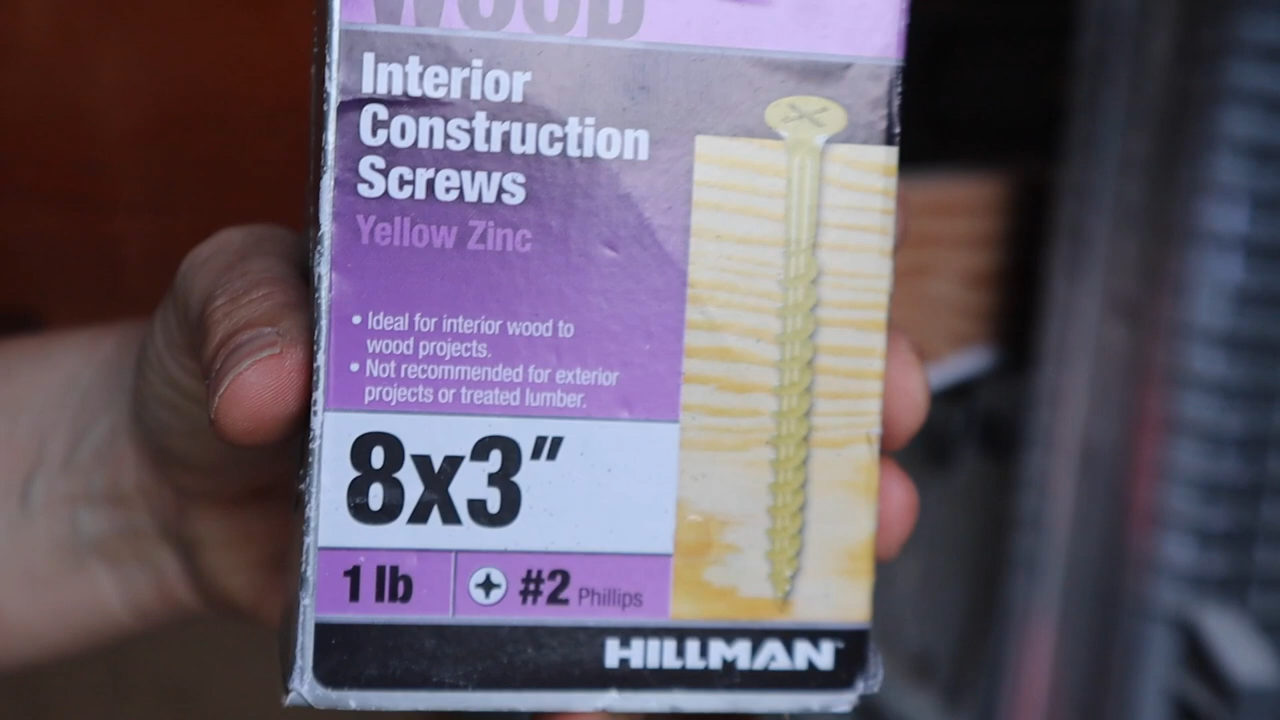 WOOD
Interior
Construction
Screws
Yellow Zinc
• Ideal for interior wood to
wood projects.
• Not recommended for exterior
projects or treated lumber.
8x3"
1 lb
#2 Phillips
HILLMAN